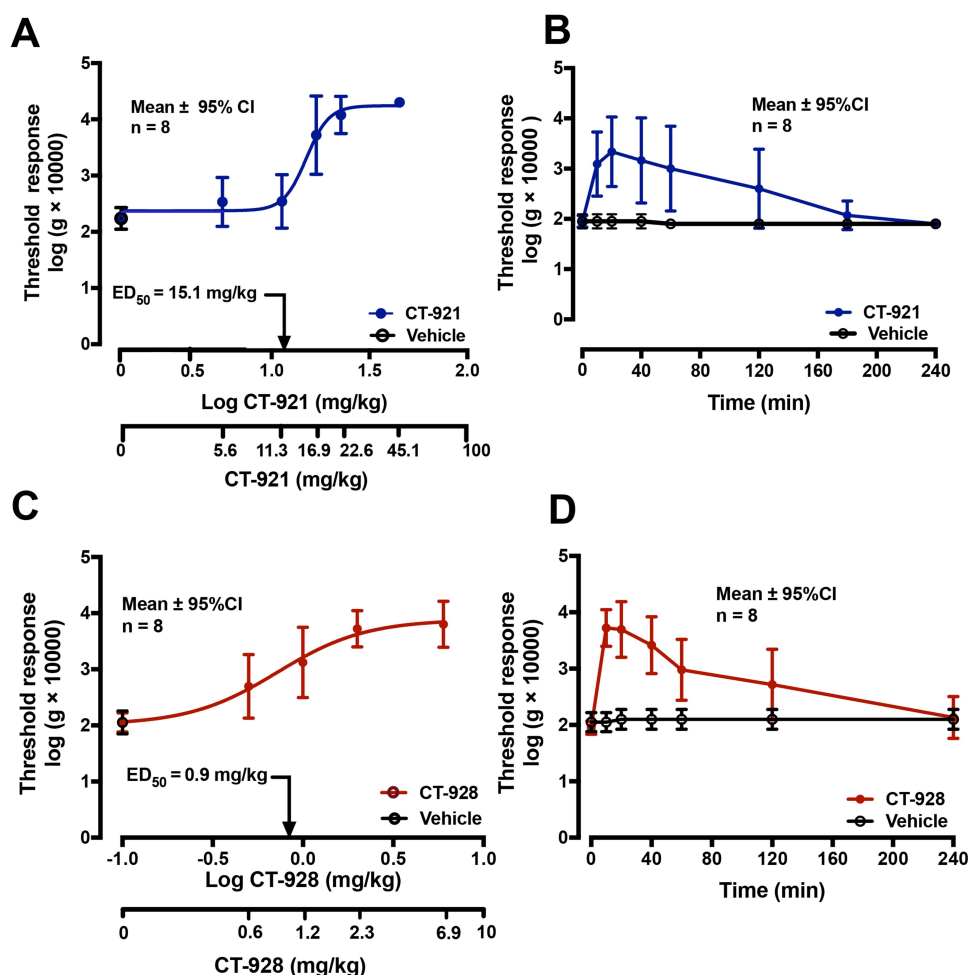 A
Threshold response
log (g × 10000)
5
4
3
2
1
0
Mean ± 95% CI
n = 8
ED50 = 15.1 mg/kg
CT-921
Vehicle
0 0.5 1.0 1.5 2.0
Log CT-921 (mg/kg)
0 5.6 11.3 16.9 22.6 45.1 100
CT-921 (mg/kg)
B
Threshold response
log (g × 10000 )
5
4
3
2
1
0
Mean ± 95%CI
n = 8
CT-921
Vehicle
0 40 80 120 160 200 240
Time (min)
C
Threshold response
log (g × 10000)
5
4
3
2
1
0
Mean ± 95%CI
n = 8
ED50 = 0.9 mg/kg
CT-928
Vehicle
-1.0 -0.5 0.0 0.5 1.0
Log CT-928 (mg/kg)
0 0.6 1.2 2.3 6.9 10
CT-928 (mg/kg)
D
Threshold response
log (g × 10000)
5
4
3
2
1
0
Mean ± 95%CI
n = 8
CT-928
Vehicle
0 40 80 120 160 200 240
Time (min)